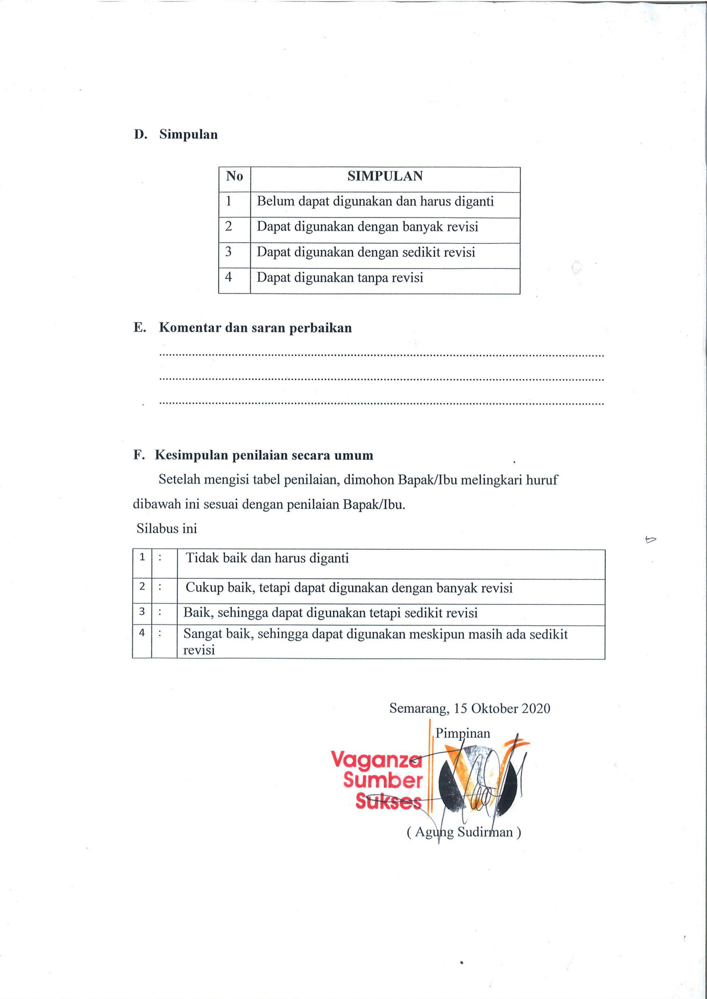 D. Simpulan
No SIMPULAN
1 Belum dapat digunakan dan harus diganti
2 Dapat digunakan dengan banyak revisi
3 Dapat digunakan dengan sedikit revisi
4 Dapat digunakan tanpa revisi
E. Komentar dan saran perbaikan
F. Kesimpulan penilaian secara umum
Setelah mengisi tabel penilaian, dimohon Bapak/Ibu melingkari huruf
dibawah ini sesuai dengan penilaian Bapak/Ibu.
Silabus ini
1 : Tidak baik dan harus diganti
2 : Cukup baik, tetapi dapat digunakan dengan banyak revisi
3 : Baik, sehingga dapat digunakan tetapi sedikit revisi
4 : Sangat baik, sehingga dapat digunakan meskipun masih ada sedikit
revisi
Semarang, 15 Oktober 2020
Pimpinan
Vaganza
Sumber
Sukses
( Agung Sudirman )